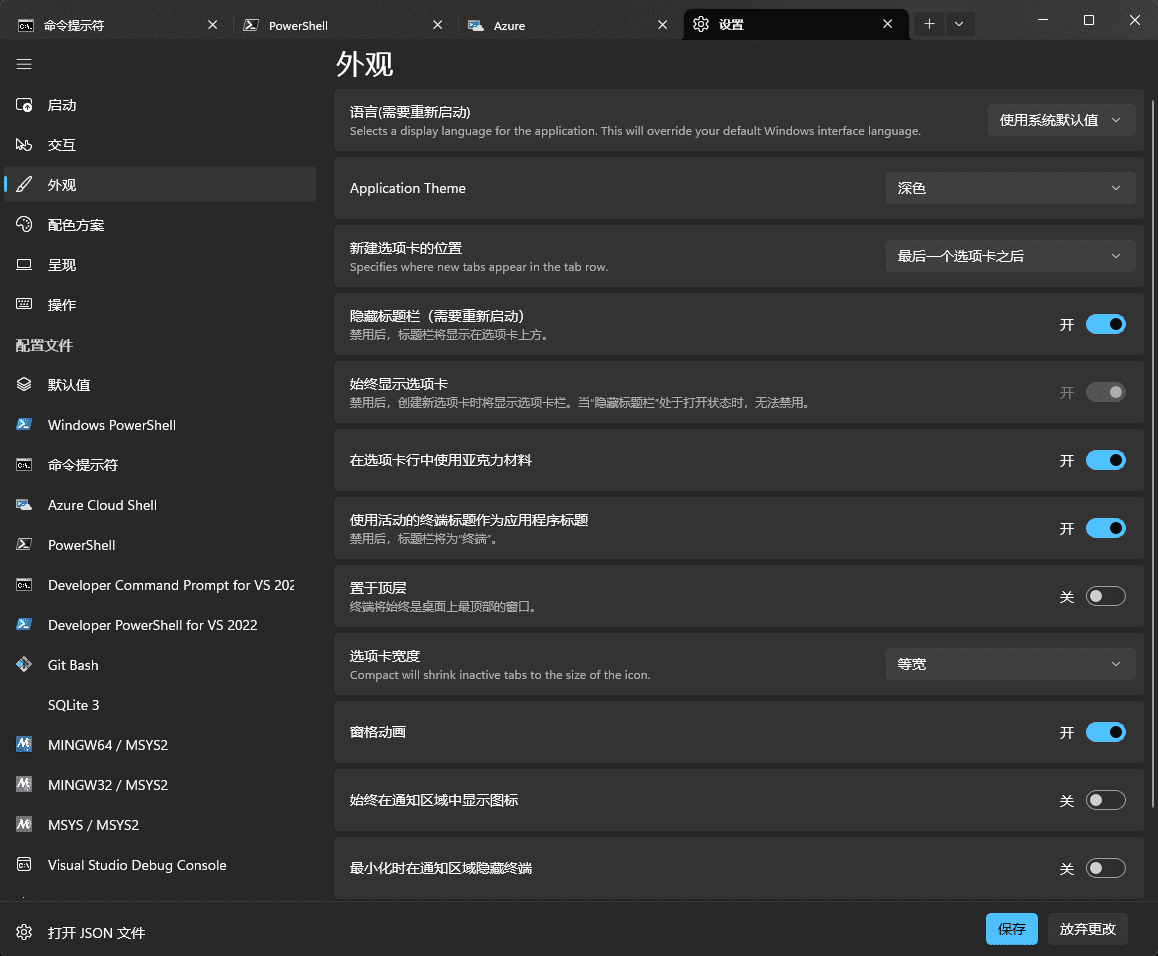 命令提示符
PowerShell
Azure
设置
外观
启动
交互
外观
配色方案
呈现
操作
配置文件
默认值
Windows PowerShell
命令提示符
Azure Cloud Shell
PowerShell
Developer Command Prompt for VS 202
Developer PowerShell for VS 2022
Git Bash
SQLite 3
MINGW64 / MSYS2
MINGW32 / MSYS2
MSYS / MSYS2
Visual Studio Debug Console
打开 JSON 文件
语言(需要重新启动)
Selects a display language for the application. This will override your default Windows interface language.
使用系统默认值
Application Theme
深色
新建选项卡的位置
Specifies where new tabs appear in the tab row.
最后一个选项卡之后
隐藏标题栏（需要重新启动）
禁用后，标题栏将显示在选项卡上方。
开
始终显示选项卡
禁用后，创建新选项卡时将显示选项卡栏。当“隐藏标题栏”处于打开状态时，无法禁用。
开
在选项卡行中使用亚克力材料
开
使用活动的终端标题作为应用程序标题
禁用后，标题栏将为“终端”。
开
置于顶层
终端将始终是桌面上最顶部的窗口。
关
选项卡宽度
Compact will shrink inactive tabs to the size of the icon.
等宽
窗格动画
开
始终在通知区域中显示图标
关
最小化时在通知区域隐藏终端
关
保存
放弃更改